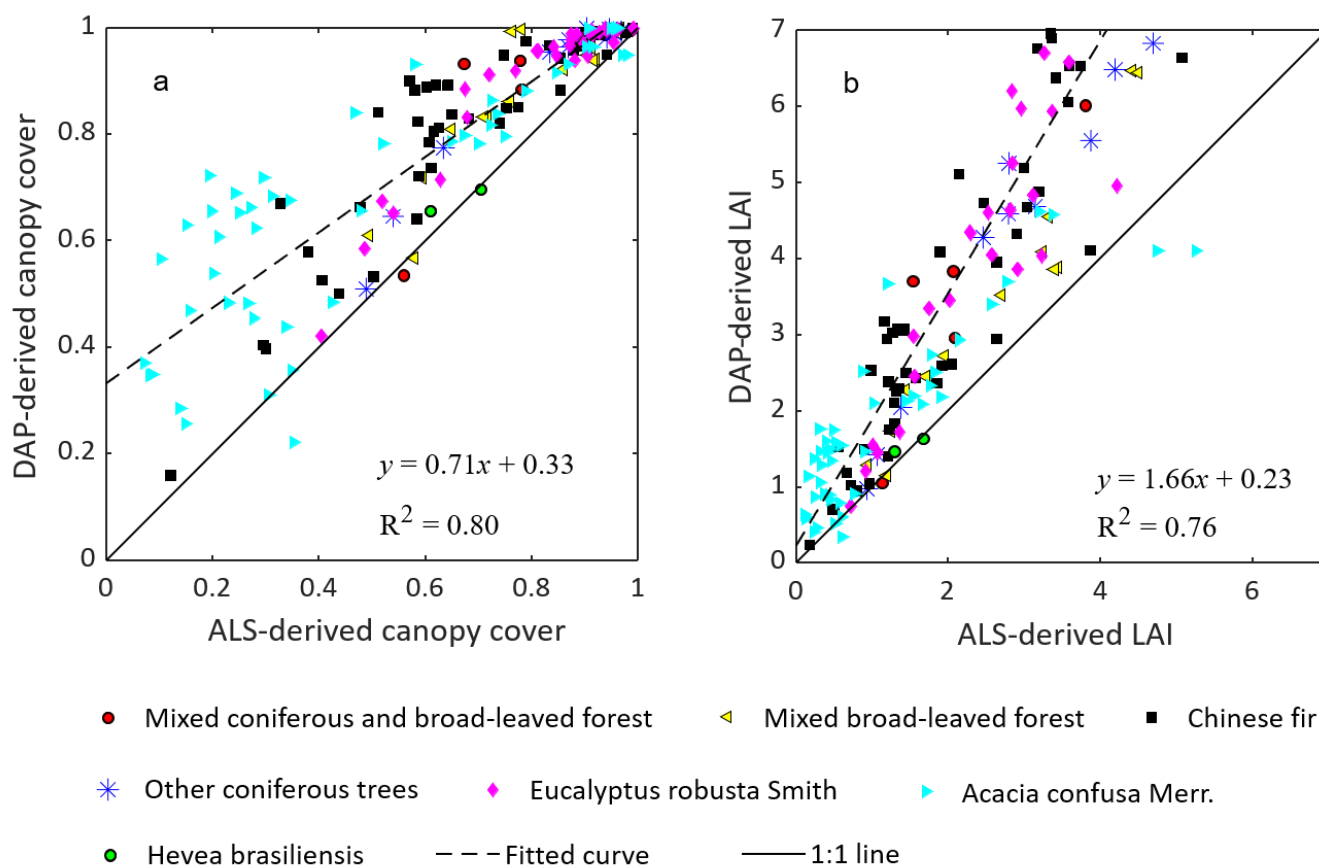 a
DAP-derived canopy cover
1
0.8
0.6
0.4
0.2
0
0
0.2
0.4
0.6
0.8
1
y = 0.71x + 0.33
R² = 0.80
ALS-derived canopy cover
b
DAP-derived LAI
7
6
5
4
3
2
1
0
0
2
4
6
y = 1.66x + 0.23
R² = 0.76
ALS-derived LAI
Mixed coniferous and broad-leaved forest
Mixed broad-leaved forest
Chinese fir
Other coniferous trees
Eucalyptus robusta Smith
Acacia confusa Merr.
Hevea brasiliensis
Fitted curve
1:1 line